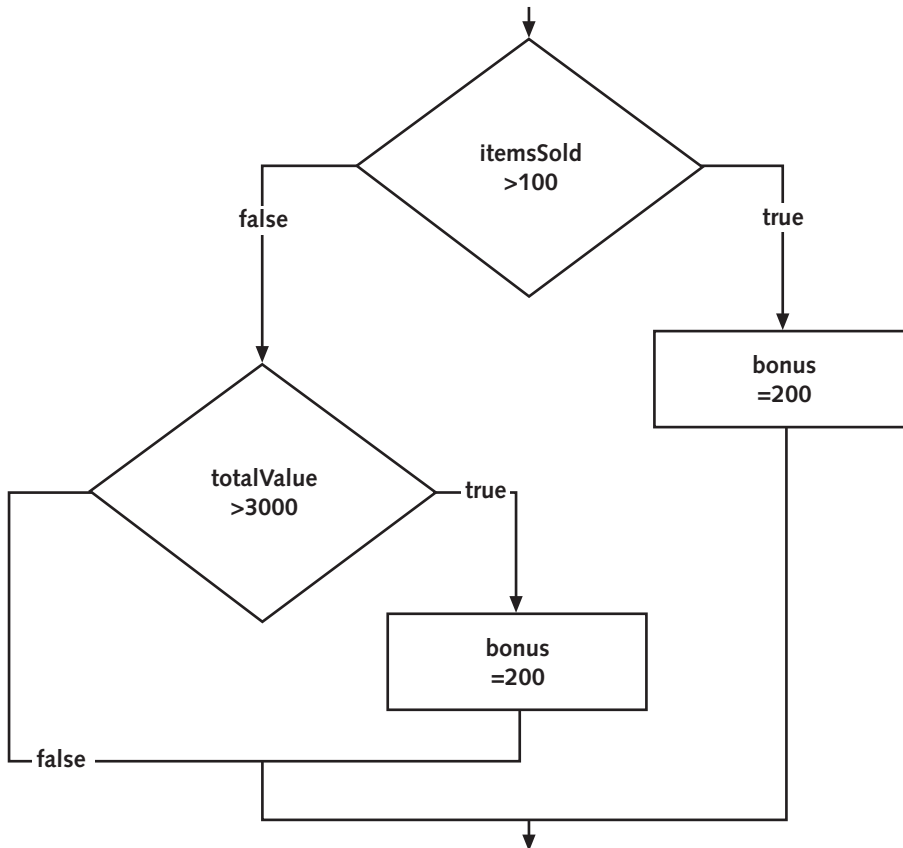 itemsSold
>100
false
true
bonus
=200
totalValue
>3000
true
bonus
=200
false